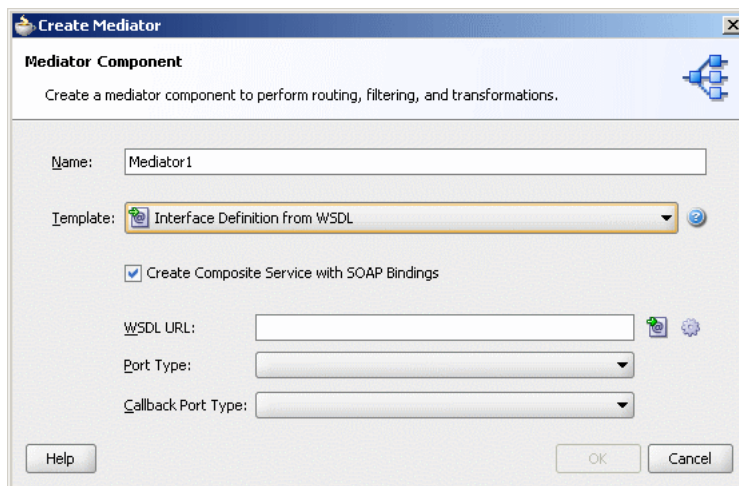 Create Mediator
Mediator Component
Create a mediator component to perform routing, filtering, and transformations.
Name: Mediator1
Template: Interface Definition from WSDL
Create Composite Service with SOAP Bindings
WSDL URL:
Port Type:
Callback Port Type:
Help OK Cancel